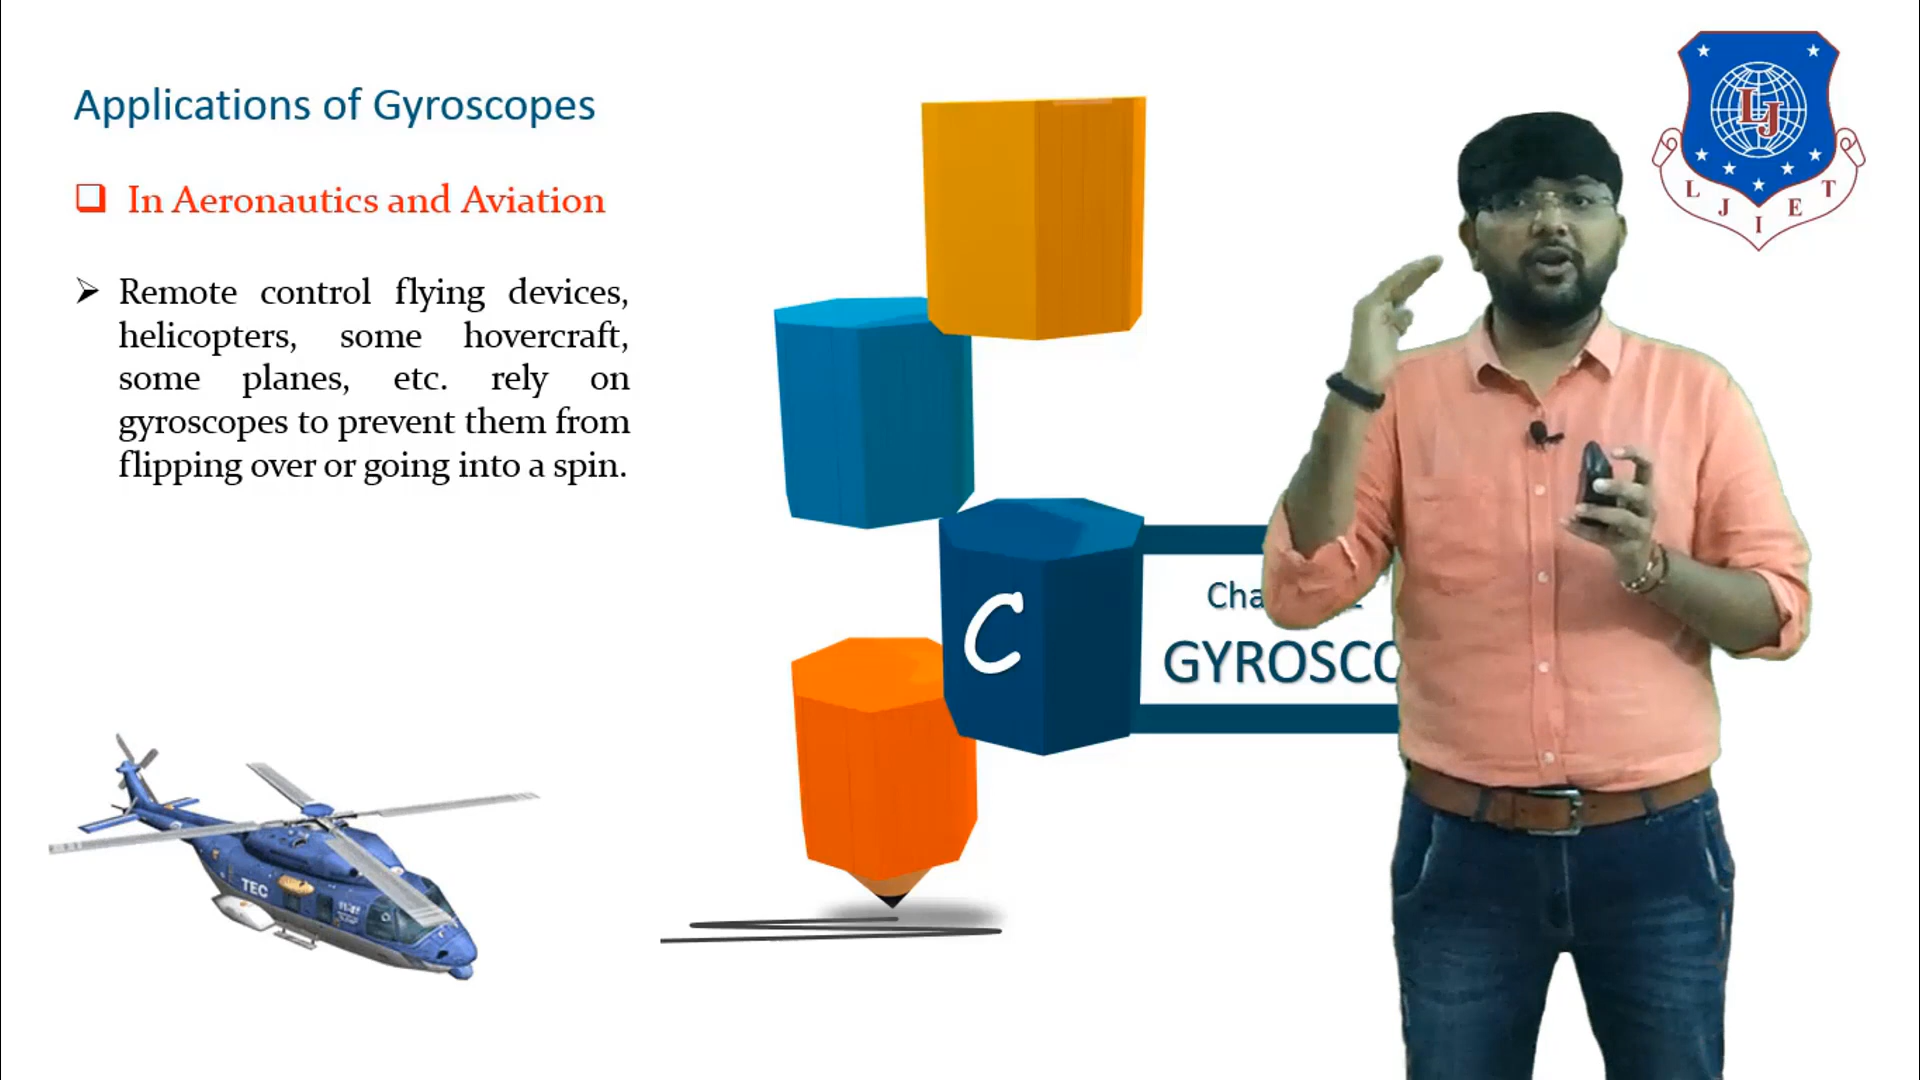 Applications of Gyroscopes
In Aeronautics and Aviation
Remote control flying devices,
helicopters, some hovercraft,
some planes, etc. rely on
gyroscopes to prevent them from
flipping over or going into a spin.
C
Cha
GYROSCO
TEC
LJ
L J I E T